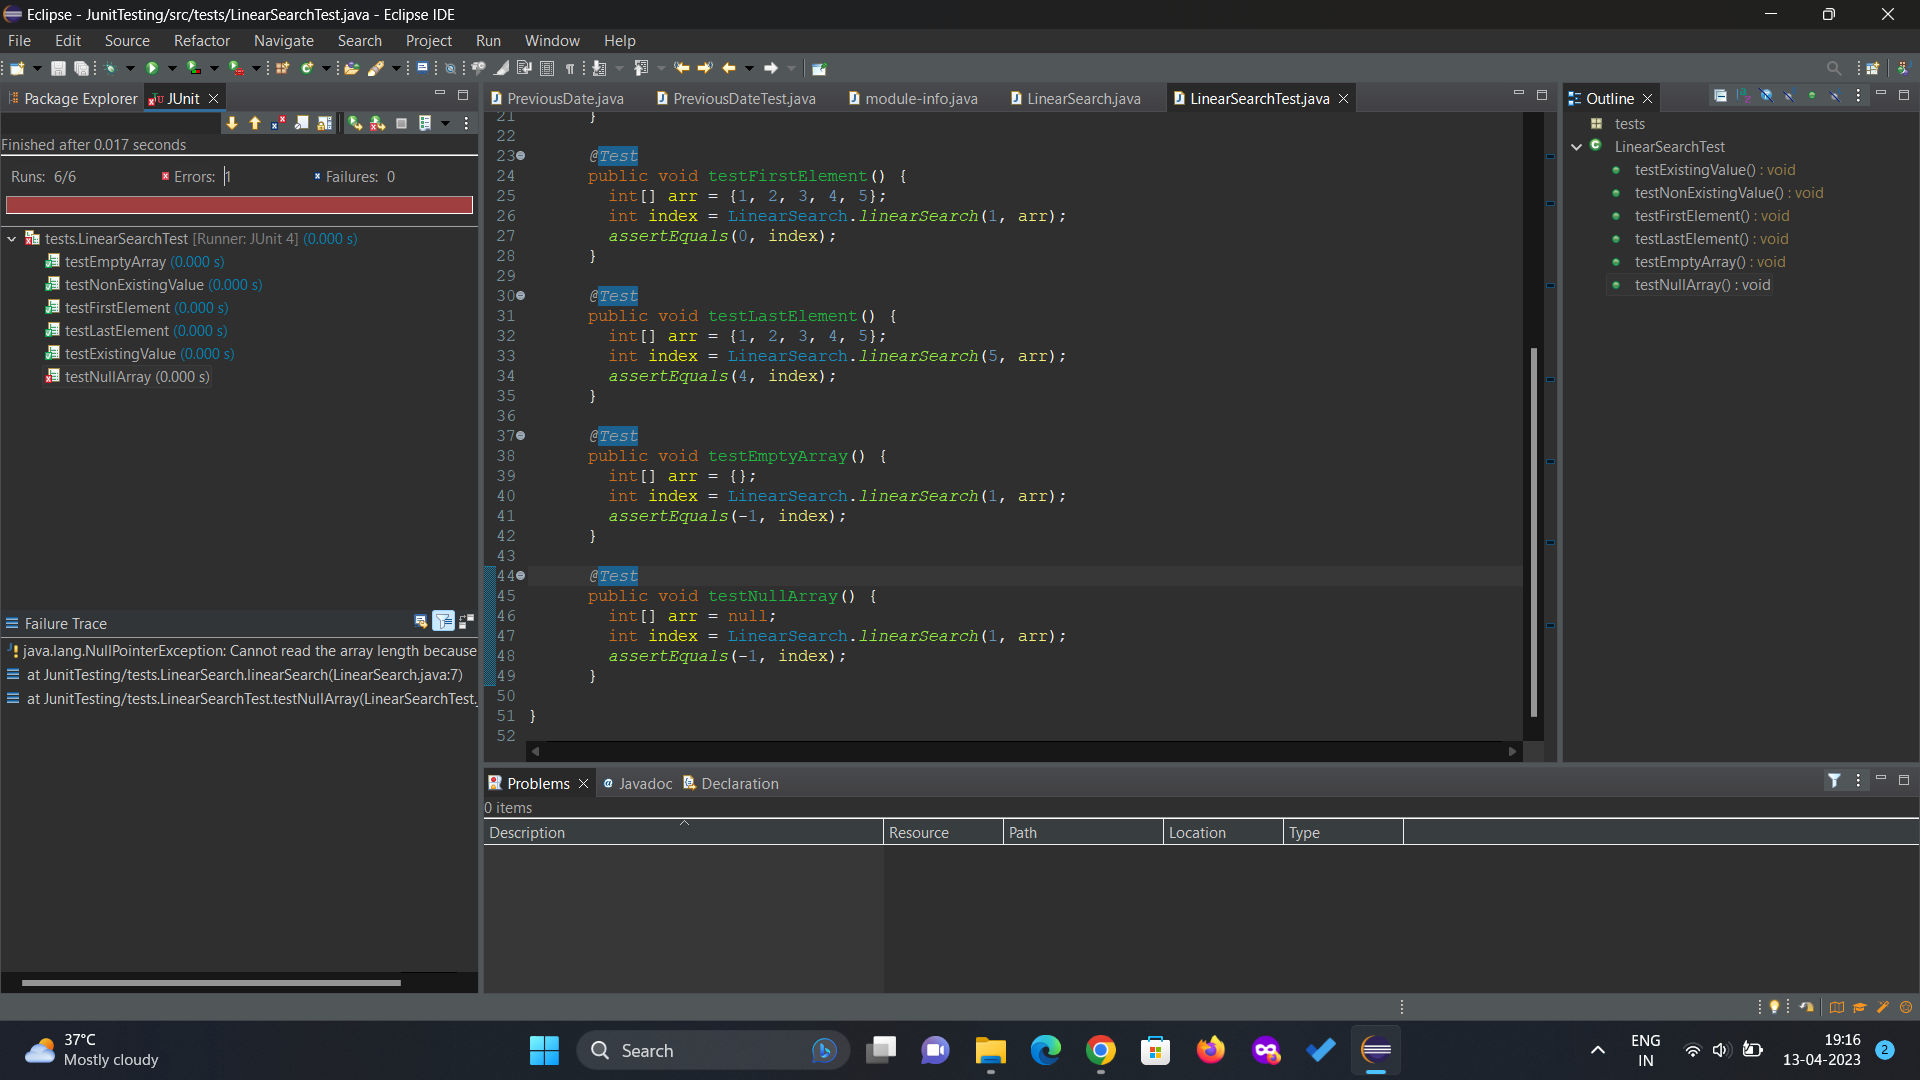 Eclipse - JunitTesting/src/tests/LinearSearchTest.java - Eclipse IDE
File Edit Source Refactor Navigate Search Project Run Window Help
Package Explorer JUnit
Finished after 0.017 seconds
Runs: 6/6 Errors: 1 Failures: 0
tests.LinearSearchTest [Runner: JUnit 4] (0.000 s)
testEmptyArray (0.000 s)
testNonExistingValue (0.000 s)
testFirstElement (0.000 s)
testLastElement (0.000 s)
testExistingValue (0.000 s)
testNullArray (0.000 s)
Failure Trace
java.lang.NullPointerException: Cannot read the array length because
at JunitTesting/tests.LinearSearch.linearSearch(LinearSearch.java:7)
at JunitTesting/tests.LinearSearchTest.testNullArray(LinearSearchTest.
PreviousDate.java PreviousDateTest.java module-info.java LinearSearch.java LinearSearchTest.java
21 }
22
23 @Test
24 public void testFirstElement() {
25 int[] arr = {1, 2, 3, 4, 5};
26 int index = LinearSearch.linearSearch(1, arr);
27 assertEquals(0, index);
28 }
29
30 @Test
31 public void testLastElement() {
32 int[] arr = {1, 2, 3, 4, 5};
33 int index = LinearSearch.linearSearch(5, arr);
34 assertEquals(4, index);
35 }
36
37 @Test
38 public void testEmptyArray() {
39 int[] arr = {};
40 int index = LinearSearch.linearSearch(1, arr);
41 assertEquals(-1, index);
42 }
43
44 @Test
45 public void testNullArray() {
46 int[] arr = null;
47 int index = LinearSearch.linearSearch(1, arr);
48 assertEquals(-1, index);
49 }
50
51 }
52
Outline
tests
LinearSearchTest
testExistingValue() : void
testNonExistingValue() : void
testFirstElement() : void
testLastElement() : void
testEmptyArray() : void
testNullArray() : void
Problems Javadoc Declaration
0 items
Description Resource Path Location Type
37°C
Mostly cloudy
Search
ENG
IN
19:16
13-04-2023
2